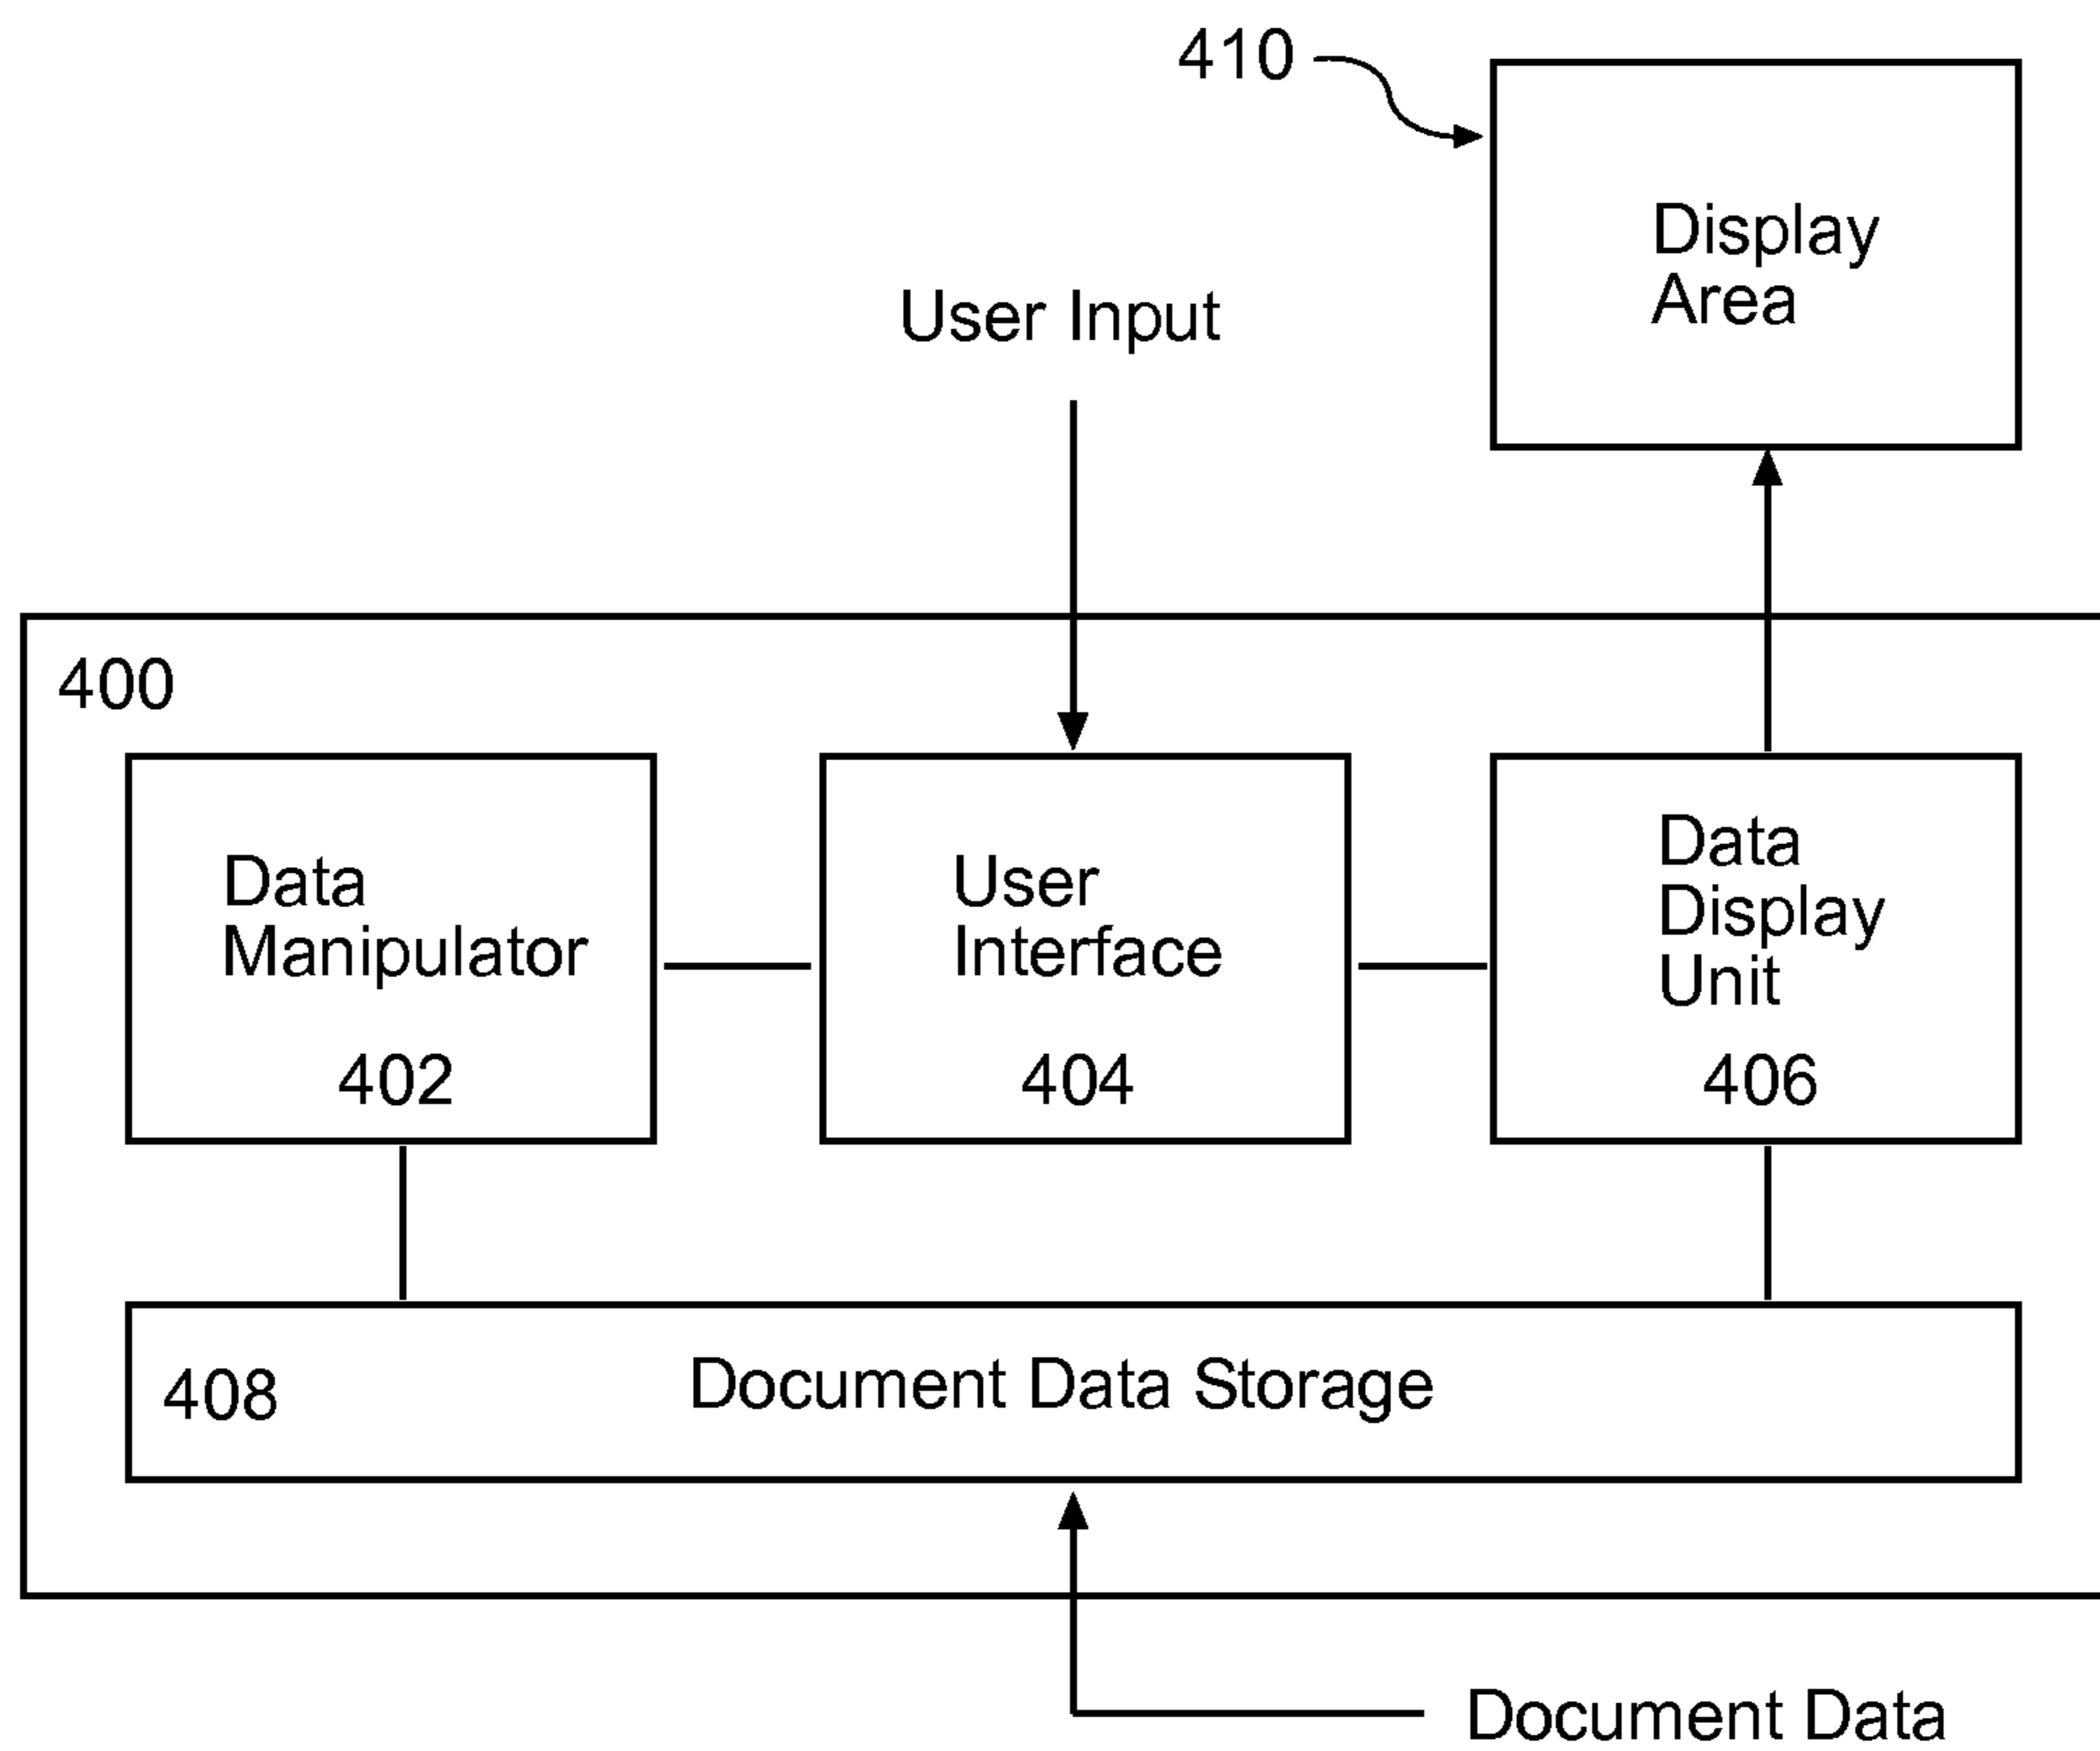 410
Display
Area
User Input
400
Data
Manipulator
402
User
Interface
404
Data
Display
Unit
406
408
Document Data Storage
Document Data